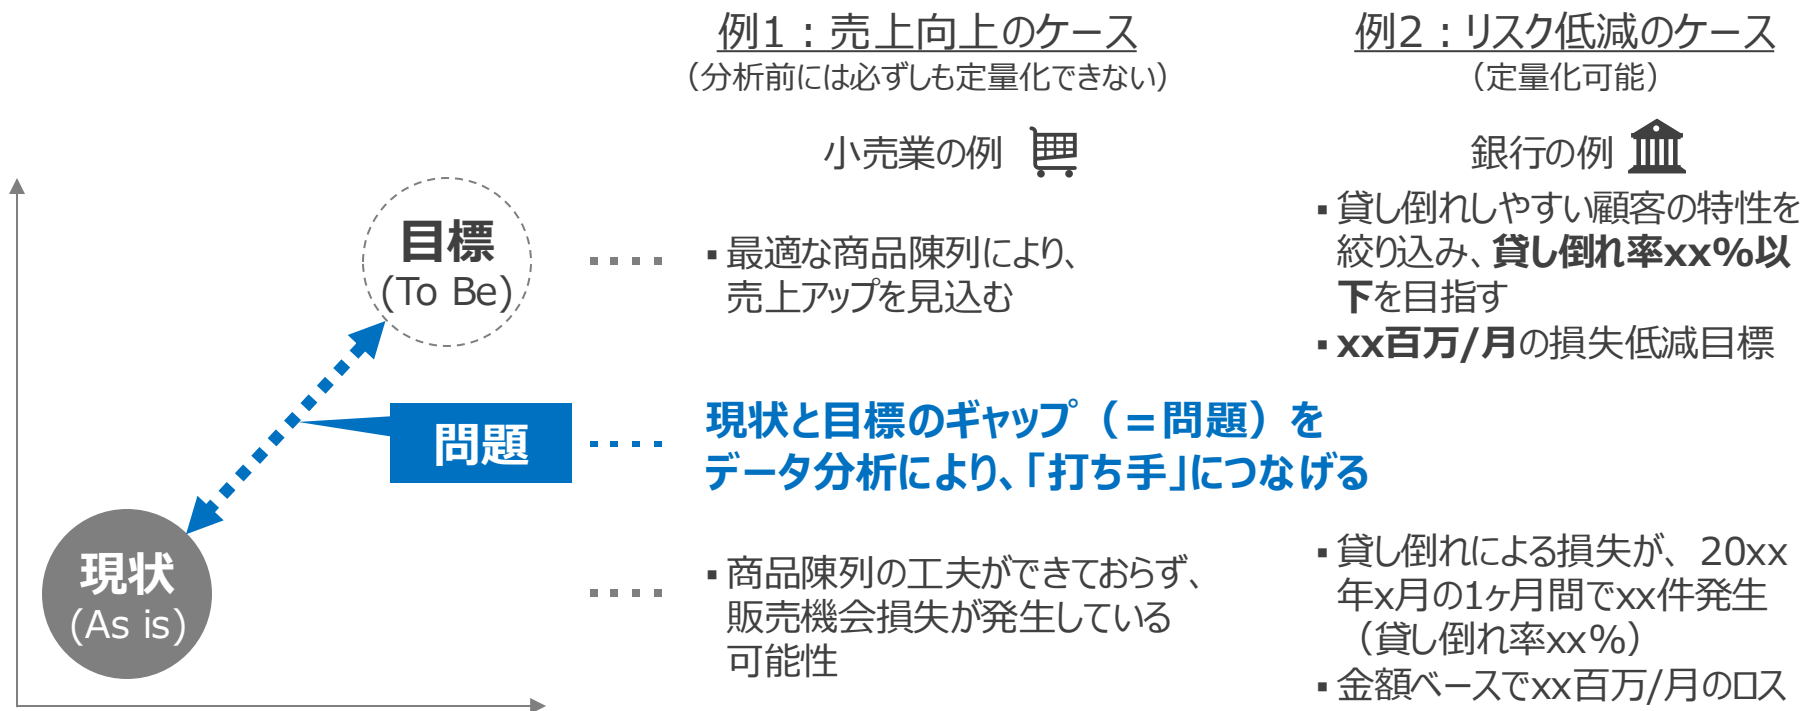 例1：売上向上のケース
（分析前には必ずしも定量化できない）
小売業の例
例2：リスク低減のケース
（定量化可能）
銀行の例
目標
(To Be)
▪最適な商品陳列により、
売上アップを見込む
▪貸し倒れしやすい顧客の特性を
絞り込み、貸し倒れ率xx%以
下を目指す
▪xx百万/月の損失低減目標
問題
現状と目標のギャップ（=問題）を
データ分析により、「打ち手」につなげる
現状
(As is)
▪商品陳列の工夫ができておらず、
販売機会損失が発生している
可能性
▪貸し倒れによる損失が、20xx
年x月の1ヶ月間でxx件発生
（貸し倒れ率xx%）
▪金額ベースでxx百万/月のロス